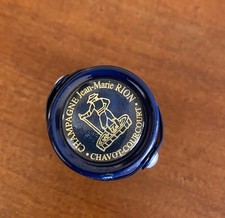 CHAMPAGNE Jean-Marie RION
• CHAVOT-COURCOURT •